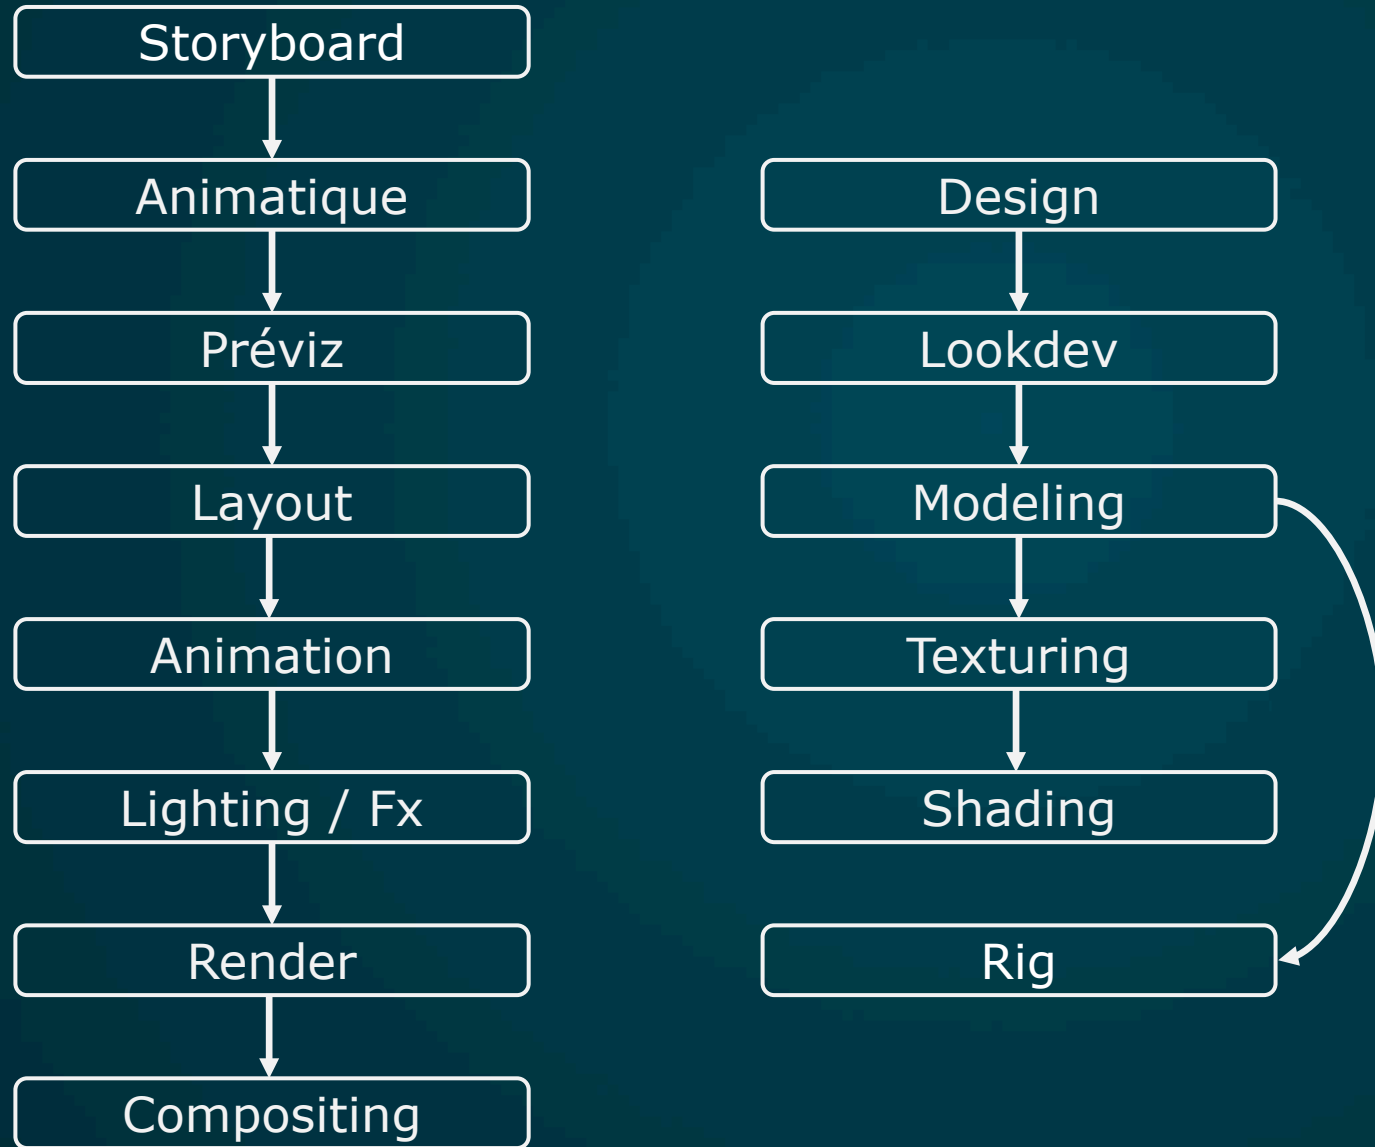 Storyboard
Animatique
Préviz
Layout
Animation
Lighting / Fx
Render
Compositing
Design
Lookdev
Modeling
Texturing
Shading
Rig